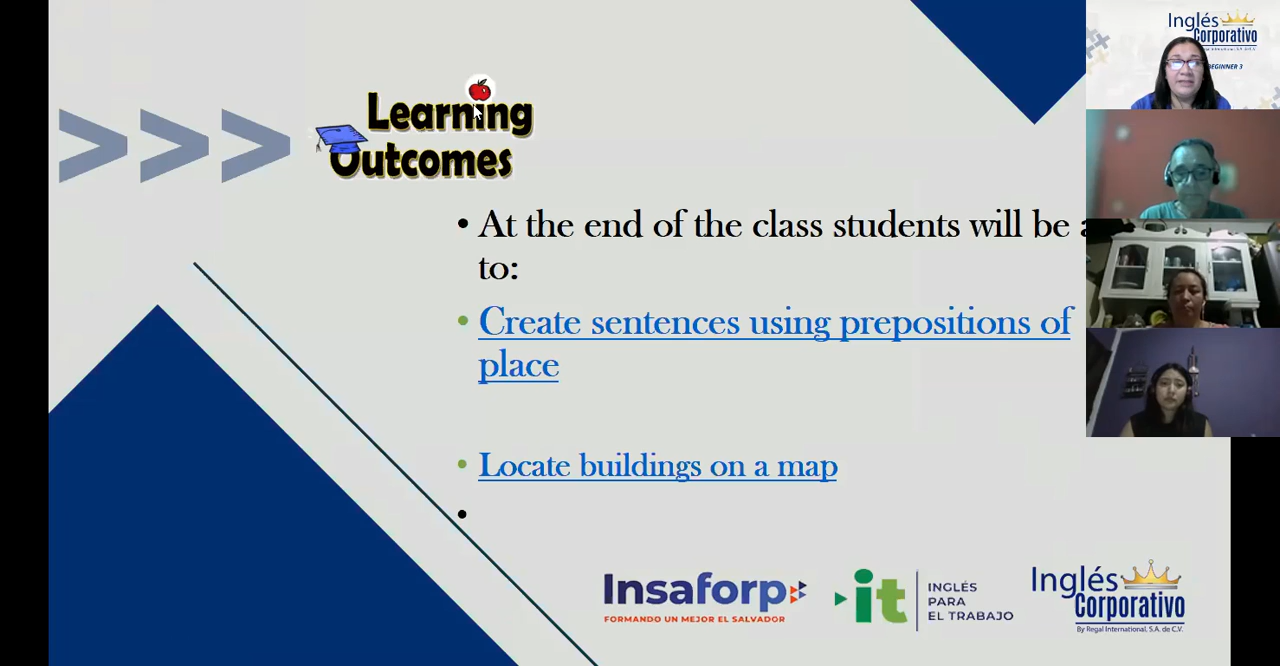 Learning
Outcomes
• At the end of the class students will be
to:
• Create sentences using prepositions of
place
• Locate buildings on a map
•
Insaforp
FORMANDO UN MEJOR EL SALVADOR
it
INGLÉS
PARA
EL TRABAJO
Inglés
Corporativo
By Regal International, S.A. de C.V.
Inglés
Corporativo
BEGINNER 3